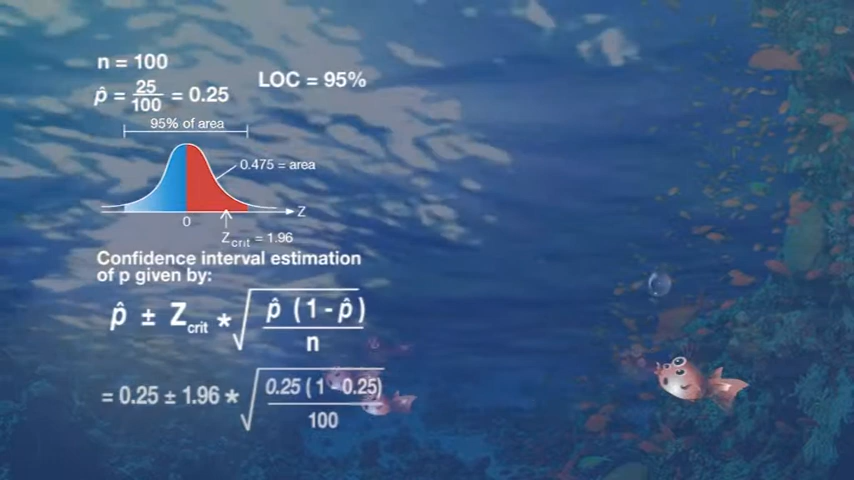 n = 100
p̂ = 25/100 = 0.25
LOC = 95%
95% of area
0.475 = area
Z
0
Zcrit = 1.96
Confidence interval estimation
of p given by:
p̂ ± Zcrit * √(p̂ (1 - p̂) / n)
= 0.25 ± 1.96 * √(0.25 (1 - 0.25) / 100)